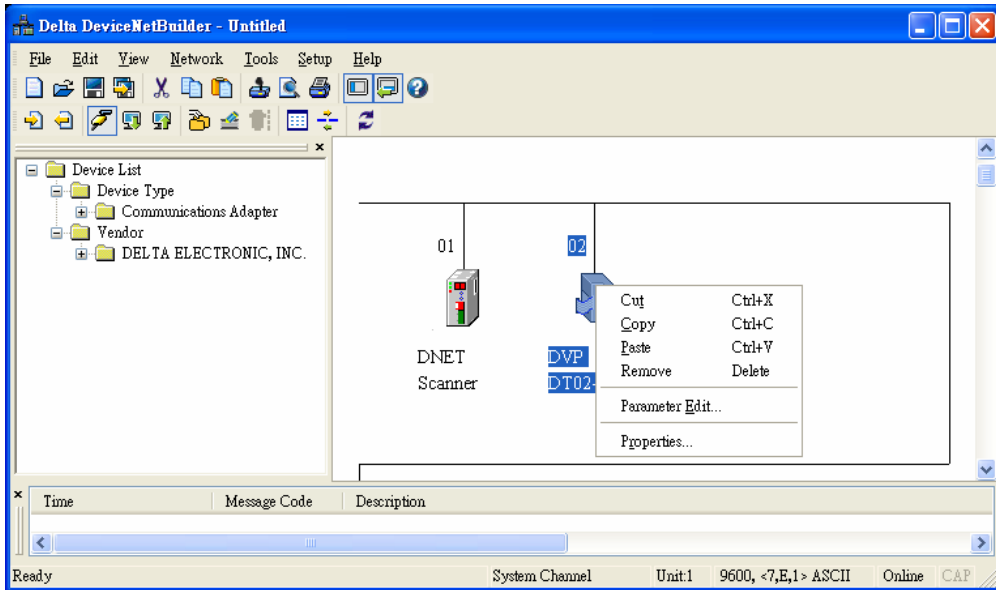 Delta DeviceNetBuilder - Untitled
File Edit View Network Tools Setup Help
Device List
Device Type
Communications Adapter
Vendor
DELTA ELECTRONIC, INC.
01
02
DNET
Scanner
DVP
DT02-
Cut Ctrl+X
Copy Ctrl+C
Paste Ctrl+V
Remove Delete
Parameter Edit...
Properties...
Time Message Code Description
Ready System Channel Unit:1 9600, <7,E,1> ASCII Online CAP